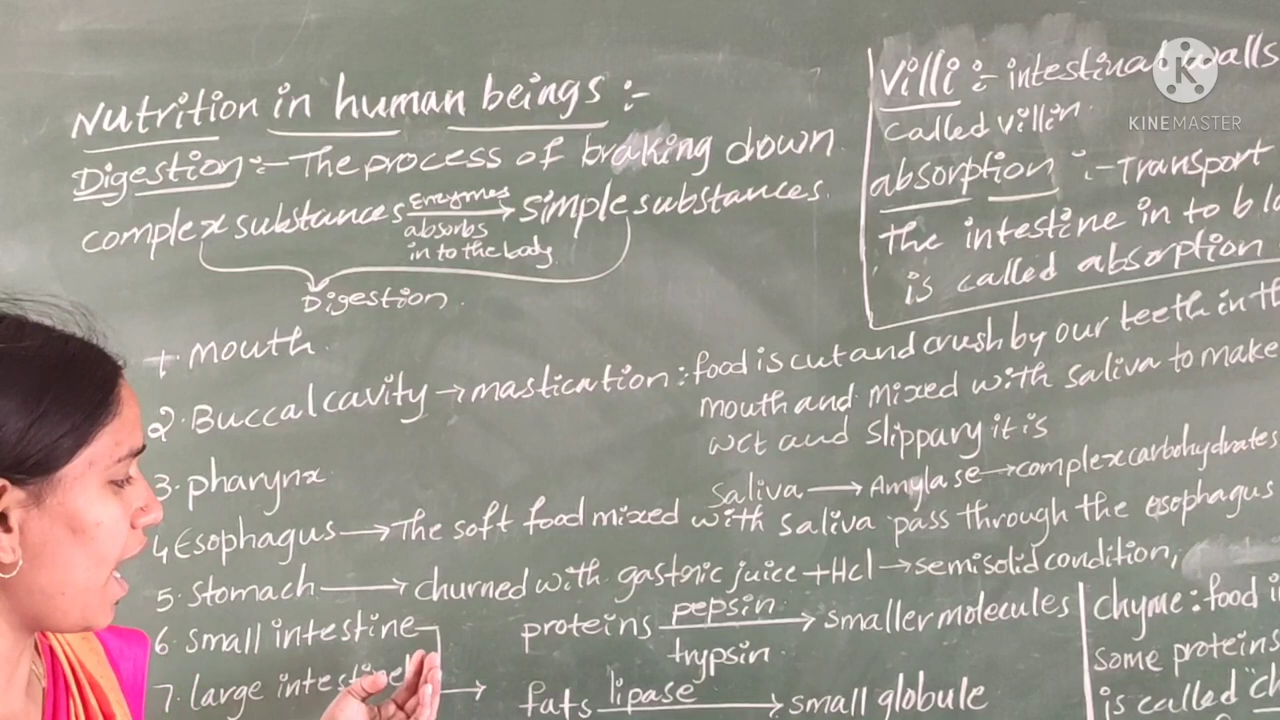 Nutrition in human beings :-
Digestion :- The process of braking down
complex substances enzymes absorbs in to the body simple substances.
Digestion.
1. mouth.
2. Buccal cavity → mastication : food is cut and crush by our teeth in th
mouth and mixed with saliva to make
wet and slippary it is
Saliva → Amylase → complex carbohydrates
3. pharynx
4 Esophagus → The soft food mixed with saliva pass through the esophagus
5. stomach → churned with gastric juice + Hcl → semisolid condition,
6. small intestine
7. large intestine →
proteins pepsin trypsin → smaller molecules
fats lipase → small globule
Villi :- intestinal walls
called villin.
absorption :- Transport
the intestine in to blo
is called absorption
chyme : food i
some proteins
is called "ch
KINEMASTER